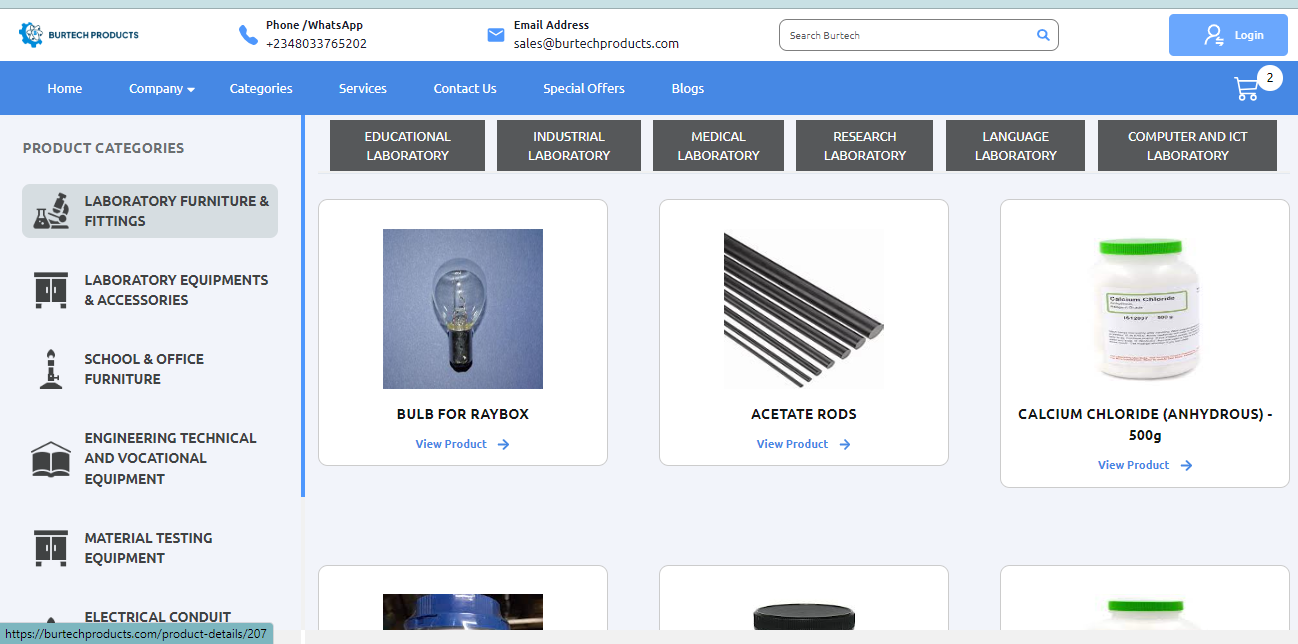 BURTECH PRODUCTS
Phone /WhatsApp
+2348033765202
Email Address
sales@burtechproducts.com
Search Burtech
Login
Home
Company
Categories
Services
Contact Us
Special Offers
Blogs
2
PRODUCT CATEGORIES
LABORATORY FURNITURE &
FITTINGS
LABORATORY EQUIPMENTS
& ACCESSORIES
SCHOOL & OFFICE
FURNITURE
ENGINEERING TECHNICAL
AND VOCATIONAL
EQUIPMENT
MATERIAL TESTING
EQUIPMENT
ELECTRICAL CONDUIT
EDUCATIONAL
LABORATORY
INDUSTRIAL
LABORATORY
MEDICAL
LABORATORY
RESEARCH
LABORATORY
LANGUAGE
LABORATORY
COMPUTER AND ICT
LABORATORY
BULB FOR RAYBOX
View Product
ACETATE RODS
View Product
Calcium Chloride
500 g
CALCIUM CHLORIDE (ANHYDROUS) -
500g
View Product
https://burtechproducts.com/product-details/207